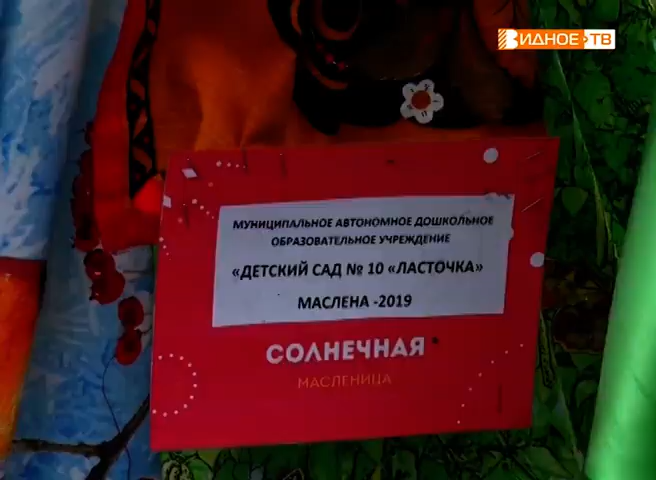 ВИДНОЕ ТВ
МУНИЦИПАЛЬНОЕ АВТОНОМНОЕ ДОШКОЛЬНОЕ
ОБРАЗОВАТЕЛЬНОЕ УЧРЕЖДЕНИЕ
«ДЕТСКИЙ САД № 10 «ЛАСТОЧКА»
МАСЛЕНА -2019
СОЛНЕЧНАЯ
МАСЛЕНИЦА